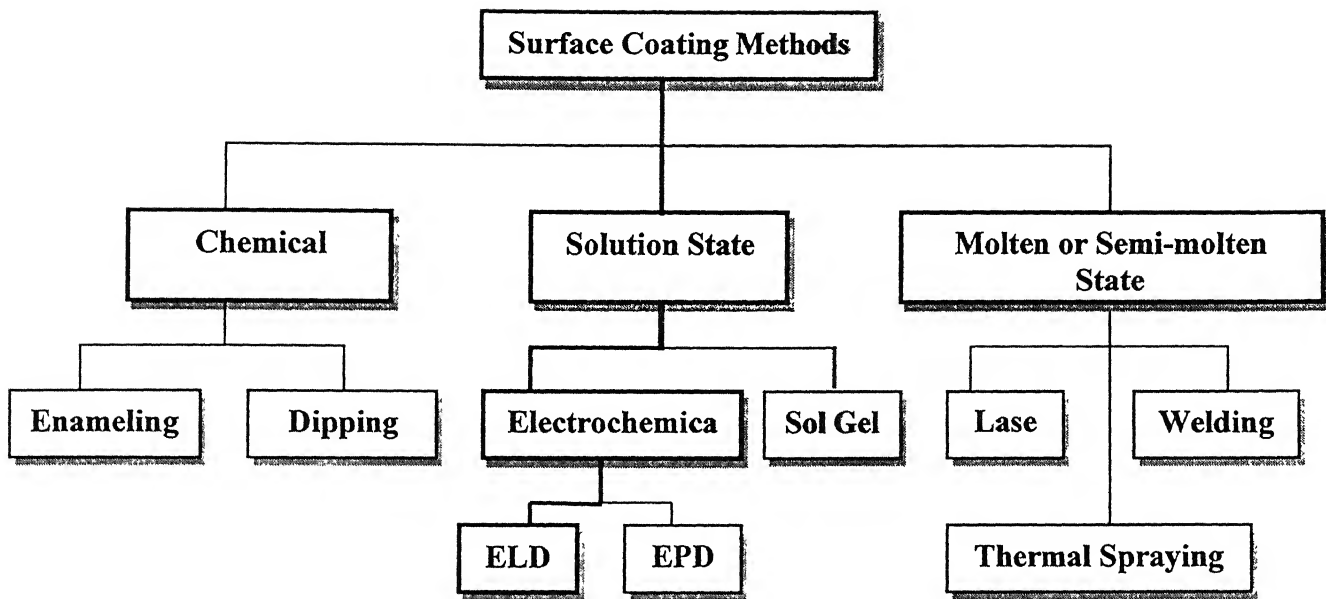 Surface Coating Methods
Chemical
Solution State
Molten or Semi-molten
State
Enameling
Dipping
Electrochemica
Sol Gel
Lase
Welding
ELD
EPD
Thermal Spraying